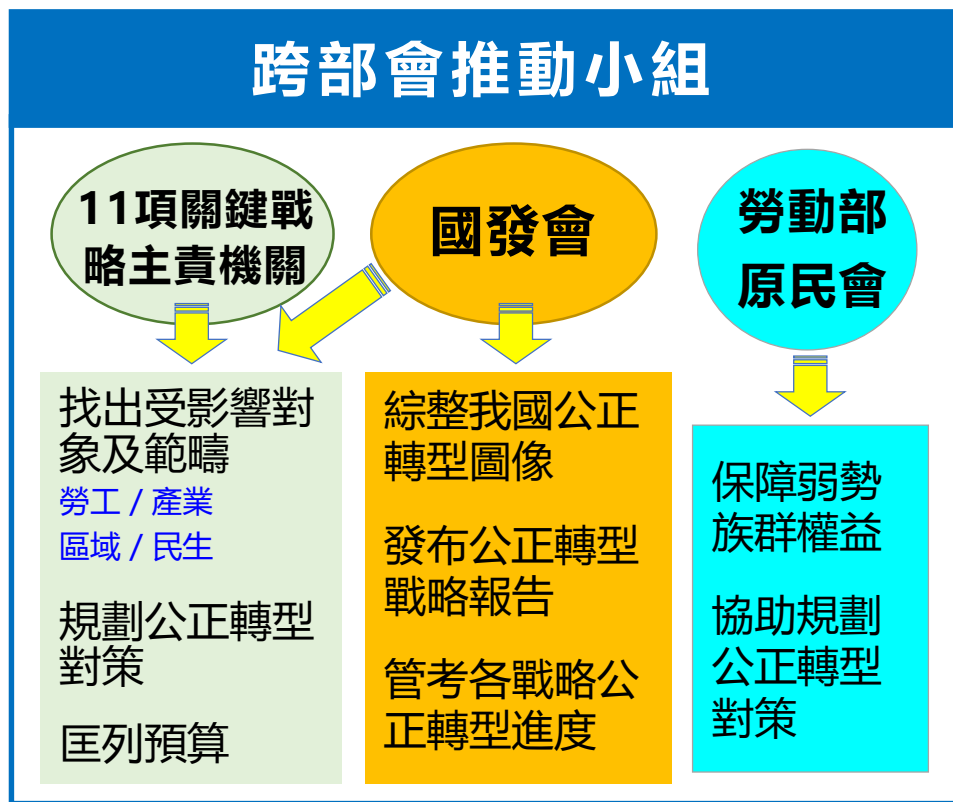 跨部會推動小組
11項關鍵戰
略主責機關
國發會
勞動部
原民會
找出受影響對
象及範疇
勞工 / 產業
區域 / 民生
規劃公正轉型
對策
匡列預算
綜整我國公正
轉型圖像
發布公正轉型
戰略報告
管考各戰略公
正轉型進度
保障弱勢
族群權益
協助規劃
公正轉型
對策